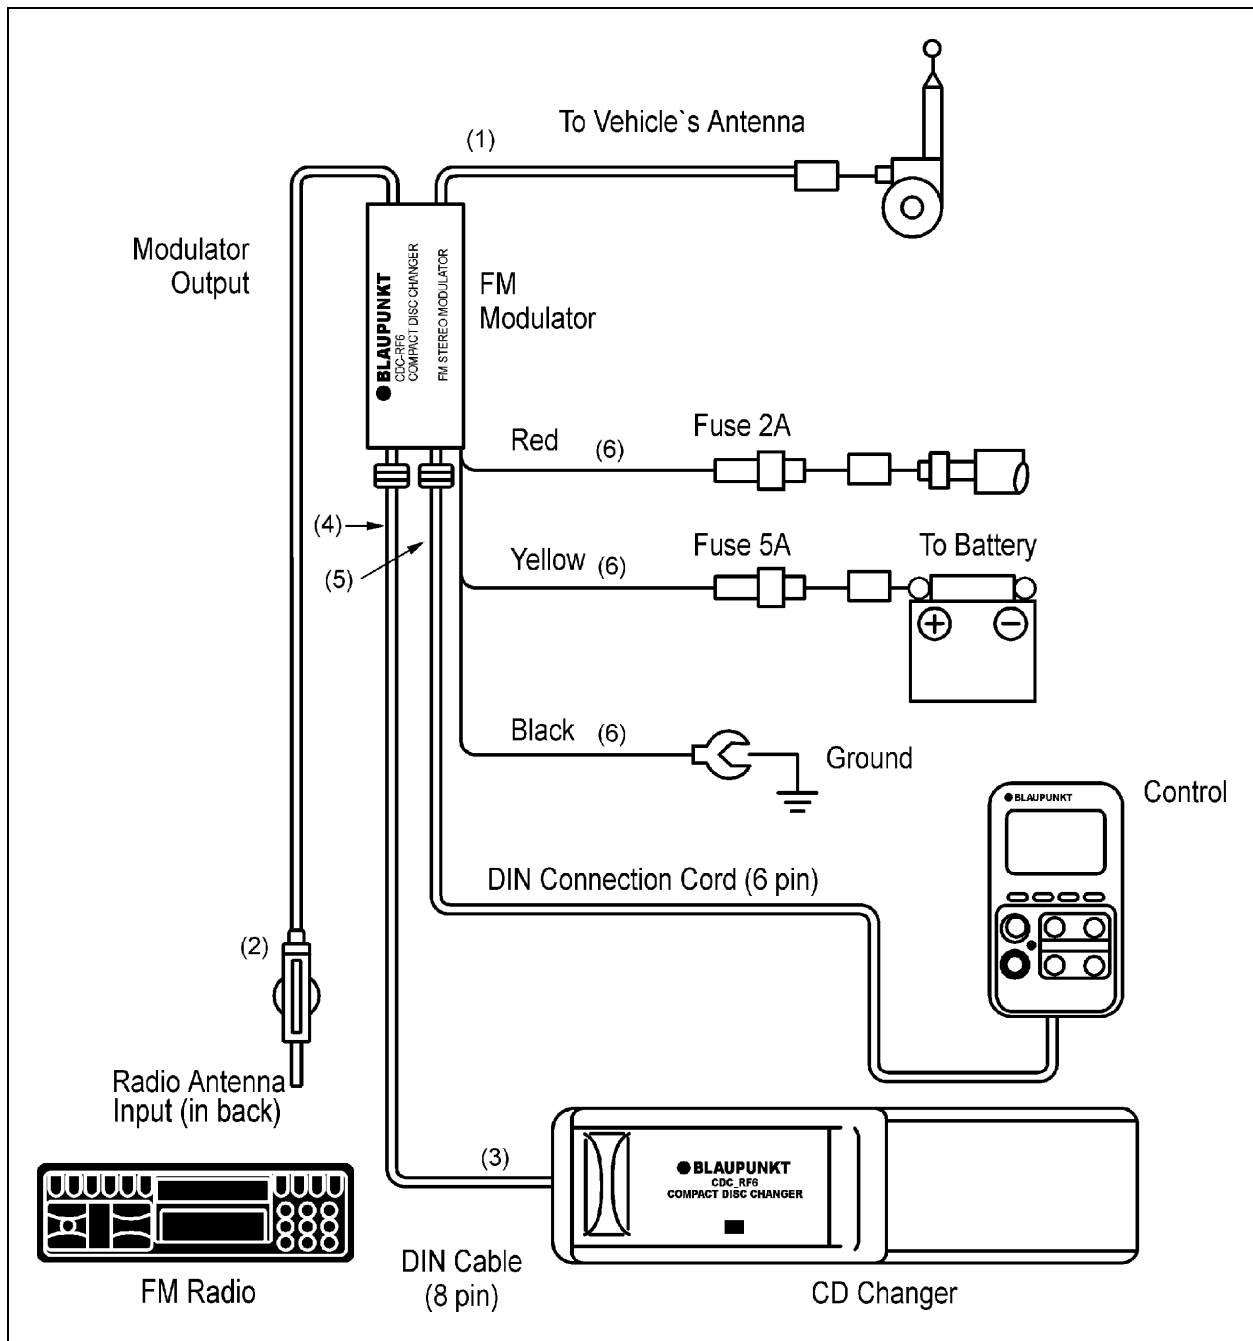 To Vehicle`s Antenna
(1)
Modulator
Output
BLAUPUNKT
CDC-RF6
COMPACT DISC CHANGER
FM STEREO MODULATOR
FM
Modulator
Red
(6)
Fuse 2A
(4)
(5)
Yellow (6)
Fuse 5A
To Battery
+
−
Black (6)
Ground
BLAUPUNKT
Control
DIN Connection Cord (6 pin)
(2)
Radio Antenna
Input (in back)
(3)
BLAUPUNKT
CDC_RF6
COMPACT DISC CHANGER
DIN Cable
(8 pin)
FM Radio
CD Changer